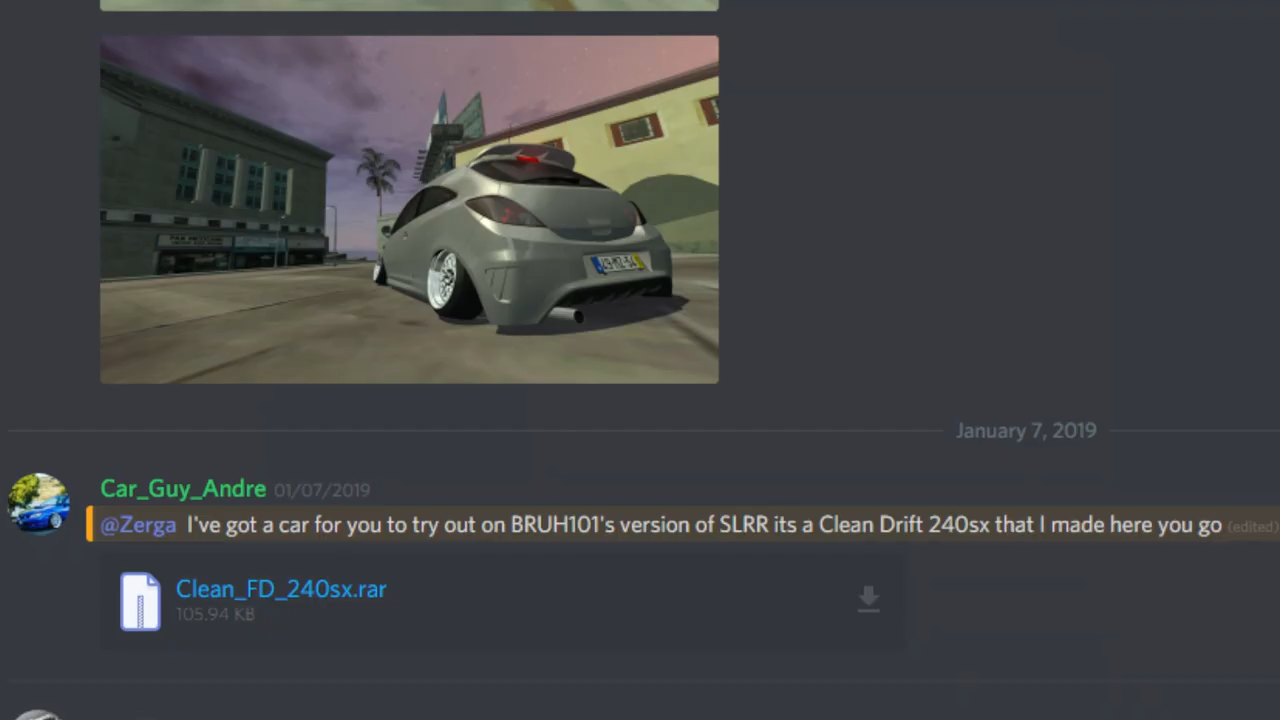 January 7, 2019
Car_Guy_Andre 01/07/2019
@Zerga I've got a car for you to try out on BRUH101's version of SLRR its a Clean Drift 240sx that I made here you go (edited)
Clean_FD_240sx.rar
105.94 KB